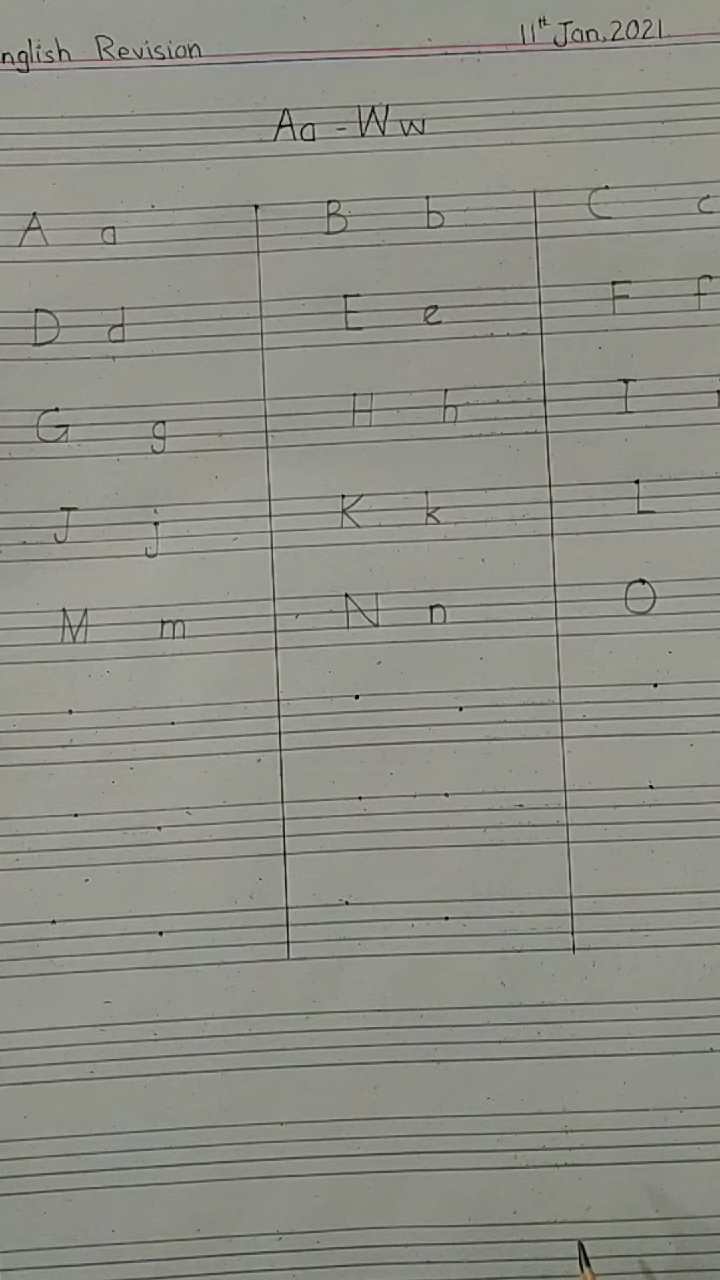 nglish Revision 11th Jan, 2021
Aa - Ww
A a B b C c
D d E e F f
G g H h I
J j K k L
M m N n O